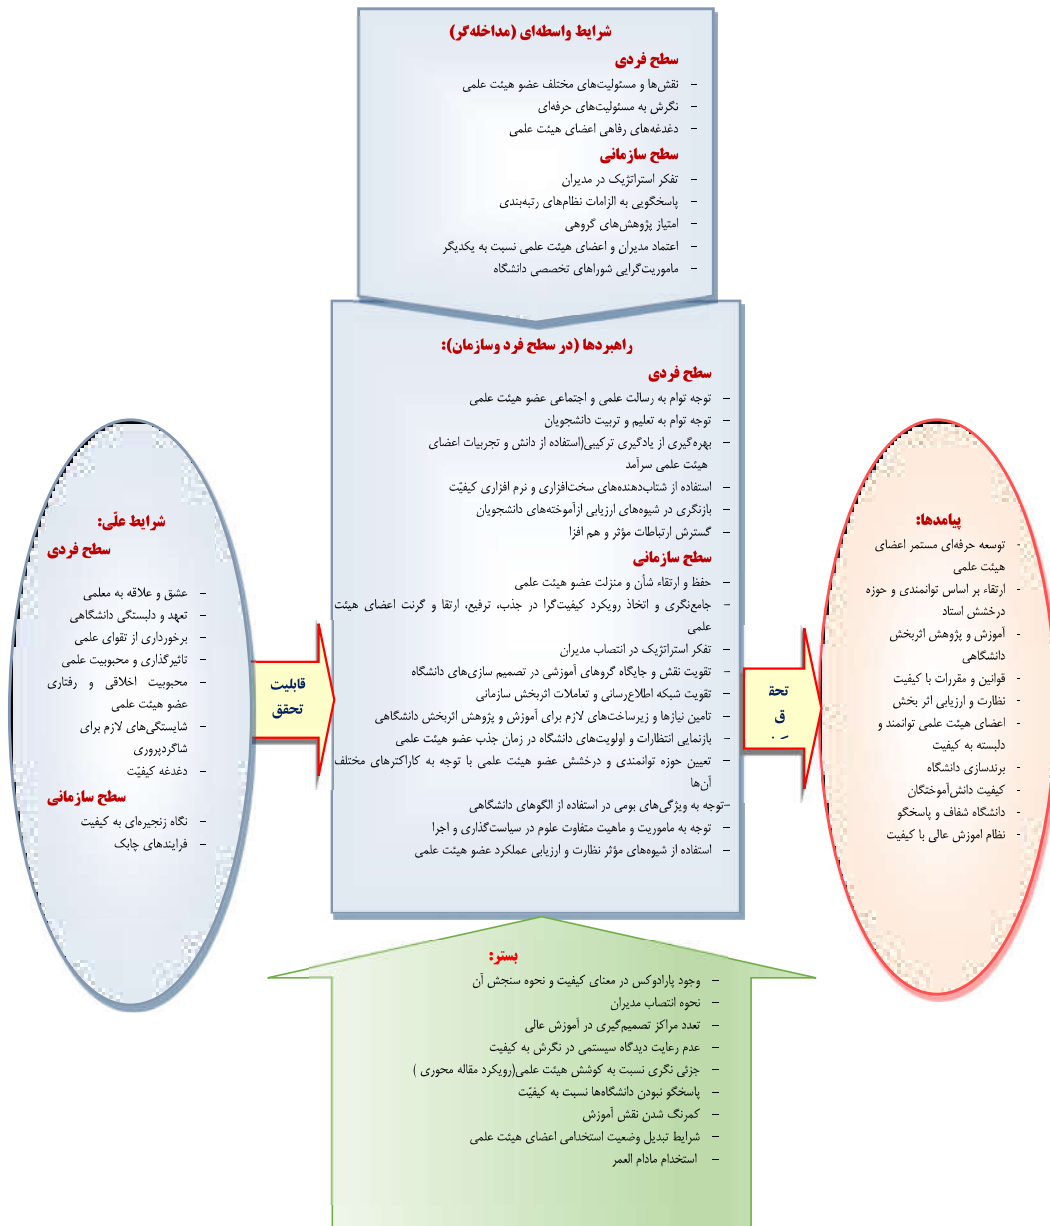 شرایط واسطه‌ای (مداخله‌گر)
سطح فردی
- نقش‌ها و مسئولیت‌های مختلف عضو هیئت علمی
- نگرش به مسئولیت‌های حرفه‌ای
- دغدغه‌های رفاهی اعضای هیئت علمی
سطح سازمانی
- تفکر استراتژیک در مدیران
- پاسخگویی به الزامات نظام‌های رتبه‌بندی
- امتیاز پژوهش‌های گروهی
- اعتماد مدیران و اعضای هیئت علمی نسبت به یکدیگر
- ماموریت‌گرایی شوراهای تخصصی دانشگاه
راهبردها (در سطح فرد وسازمان):
سطح فردی
- توجه توام به رسالت علمی و اجتماعی عضو هیئت علمی
- توجه توام به تعلیم و تربیت دانشجویان
- بهره‌گیری از یادگیری ترکیبی(استفاده از دانش و تجربیات اعضای
هیئت علمی سرآمد
- استفاده از شتاب‌دهنده‌های سخت‌افزاری و نرم افزاری کیفیّت
- بازنگری در شیوه‌های ارزیابی ازآموخته‌های دانشجویان
- گسترش ارتباطات مؤثر و هم افزا
سطح سازمانی
- حفظ و ارتقاء شأن و منزلت عضو هیئت علمی
- جامع‌نگری و اتخاذ رویکرد کیفیت‌گرا در جذب، ترفیع، ارتقا و گرنت اعضای هیئت
علمی
- تفکر استراتژیک در انتصاب مدیران
- تقویت نقش و جایگاه گروهای آموزشی در تصمیم سازی‌های دانشگاه
- تقویت شبکه اطلاع‌رسانی و تعاملات اثربخش سازمانی
- تامین نیازها و زیرساخت‌های لازم برای آموزش و پژوهش اثربخش دانشگاهی
- بازنمایی انتظارات و اولویت‌های دانشگاه در زمان جذب عضو هیئت علمی
- تعیین حوزه توانمندی و درخشش عضو هیئت علمی با توجه به کاراکترهای مختلف
آن‌ها
-توجه به ویژگی‌های بومی در استفاده از الگوهای دانشگاهی
- توجه به ماموریت و ماهیت متفاوت علوم در سیاست‌گذاری و اجرا
- استفاده از شیوه‌های مؤثر نظارت و ارزیابی عملکرد عضو هیئت علمی
شرایط علّی:
سطح فردی
- عشق و علاقه به معلمی
- تعهد و دلبستگی دانشگاهی
- برخورداری از تقوای علمی
- تاثیرگذاری و محبوبیت علمی
- محبوبیت اخلاقی و رفتاری
عضو هیئت علمی
- شایستگی‌های لازم برای
شاگردپروری
- دغدغه کیفیّت
سطح سازمانی
- نگاه زنجیره‌ای به کیفیت
- فرایندهای چابک
قابلیت
تحقق
تحق
ق
پیامدها:
- توسعه حرفه‌ای مستمر اعضای
هیئت علمی
- ارتقاء بر اساس توانمندی و حوزه
درخشش استاد
- آموزش و پژوهش اثربخش
دانشگاهی
- قوانین و مقررات با کیفیت
- نظارت و ارزیابی اثر بخش
- اعضای هیئت علمی توانمند و
دلبسته به کیفیت
- برندسازی دانشگاه
- کیفیت دانش‌آموختگان
- دانشگاه شفاف و پاسخگو
- نظام اموزش عالی با کیفیت
بستر:
- وجود پارادوکس در معنای کیفیت و نحوه سنجش آن
- نحوه انتصاب مدیران
- تعدد مراکز تصمیم‌گیری در آموزش عالی
- عدم رعایت دیدگاه سیستمی در نگرش به کیفیت
- جزئی نگری نسبت به کوشش هیئت علمی(رویکرد مقاله محوری )
- پاسخگو نبودن دانشگاه‌ها نسبت به کیفیّت
- کمرنگ شدن نقش آموزش
- شرایط تبدیل وضعیت استخدامی اعضای هیئت علمی
- استخدام مادام العمر